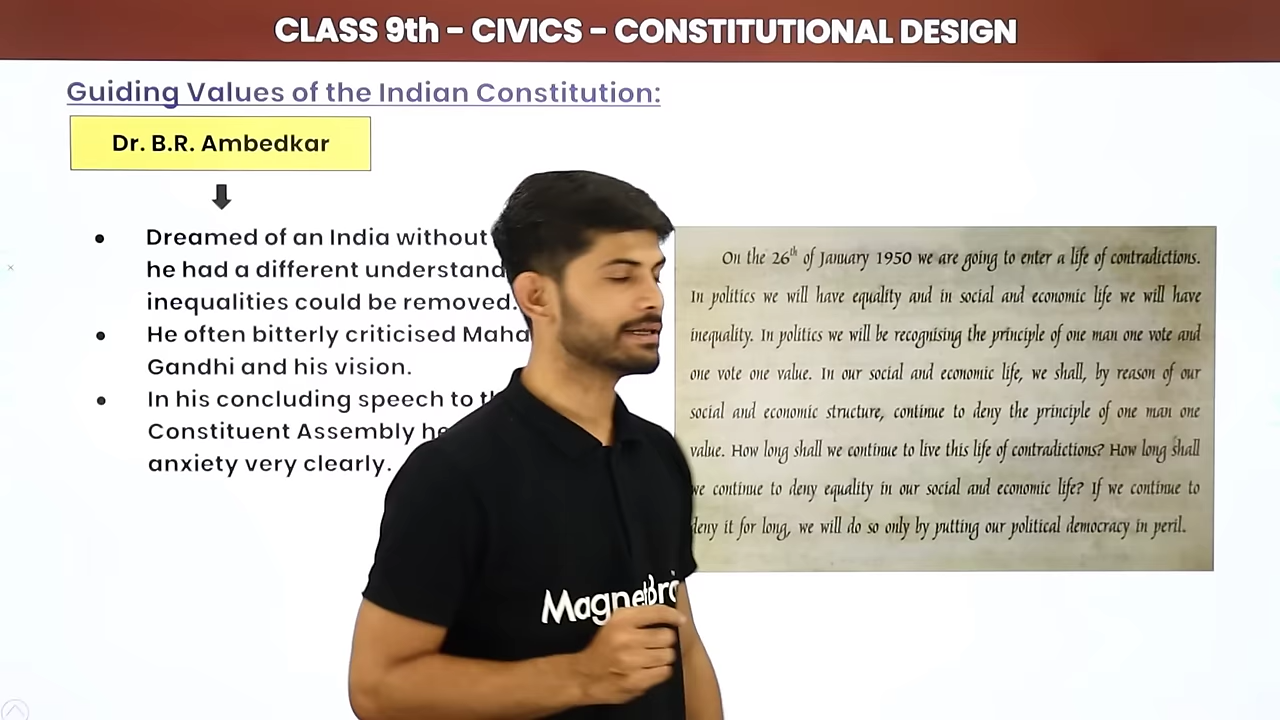 CLASS 9th – CIVICS – CONSTITUTIONAL DESIGN
Guiding Values of the Indian Constitution:
Dr. B.R. Ambedkar
Dreamed of an India without
he had a different
inequalities could be removed.
He often bitterly criticised
Gandhi and his vision.
In his concluding speech to
Constituent Assembly
anxiety very clearly.
On the 26th of January 1950 we are going to enter a life of contradictions.
In politics we will have equality and in social and economic life we will have
inequality. In politics we will be recognising the principle of one man one vote and
one vote one value. In our social and economic life, we shall, by reason of our
social and economic structure, continue to deny the principle of one man one
value. How long shall we continue to live this life of contradictions? How long shall
we continue to deny equality in our social and economic life? If we continue to
deny it for long, we will do so only by putting our political democracy in peril.